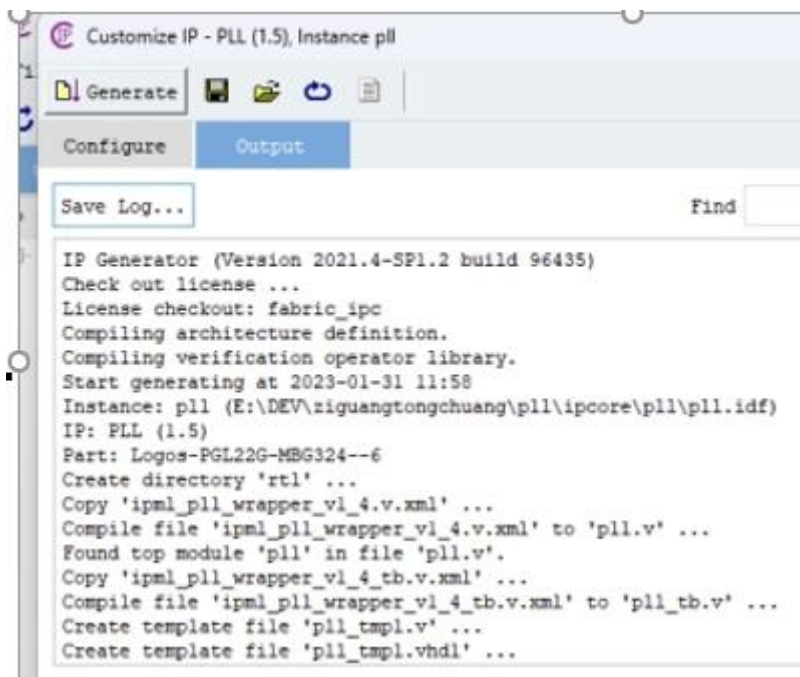 Customize IP - PLL (1.5), Instance pll
Generate
Configure Output
Save Log... Find
IP Generator (Version 2021.4-SP1.2 build 96435)
Check out license ...
License checkout: fabric_ipc
Compiling architecture definition.
Compiling verification operator library.
Start generating at 2023-01-31 11:58
Instance: pll (E:\DEV\ziguangtongchuang\pll\ipcore\pll\pll.idf)
IP: PLL (1.5)
Part: Logos-PGL22G-MBG324--6
Create directory 'rtl' ...
Copy 'ipml_pll_wrapper_v1_4.v.xml' ...
Compile file 'ipml_pll_wrapper_v1_4.v.xml' to 'pll.v' ...
Found top module 'pll' in file 'pll.v'.
Copy 'ipml_pll_wrapper_v1_4_tb.v.xml' ...
Compile file 'ipml_pll_wrapper_v1_4_tb.v.xml' to 'pll_tb.v' ...
Create template file 'pll_tmpl.v' ...
Create template file 'pll_tmpl.vhdl' ...